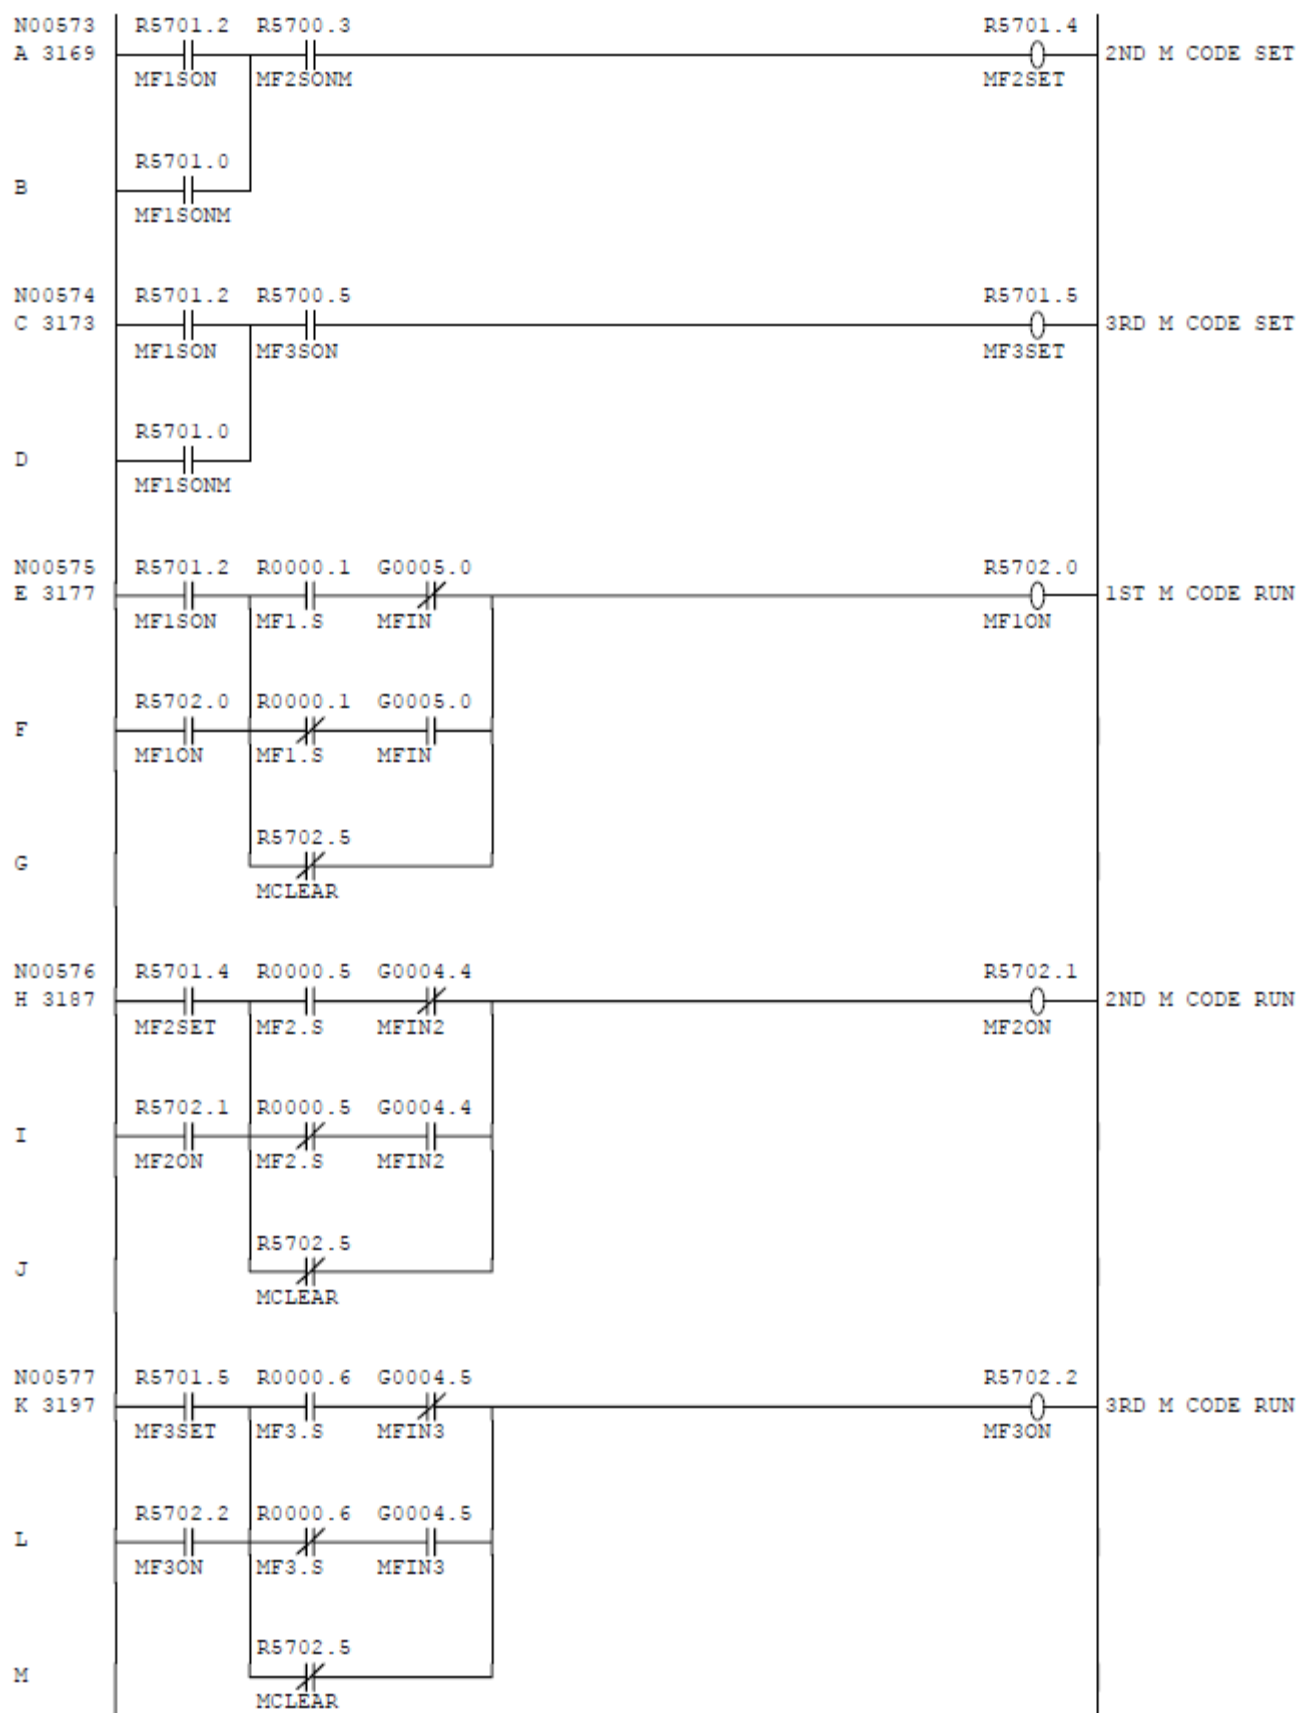 N00573 R5701.2 R5700.3 R5701.4
A 3169 2ND M CODE SET
MF1SON MF2SONM MF2SET
R5701.0
B
MF1SONM
N00574 R5701.2 R5700.5 R5701.5
C 3173 3RD M CODE SET
MF1SON MF3SON MF3SET
R5701.0
D
MF1SONM
N00575 R5701.2 R0000.1 G0005.0 R5702.0
E 3177 1ST M CODE RUN
MF1SON MF1.S MFIN MF1ON
R5702.0 R0000.1 G0005.0
F
MF1ON MF1.S MFIN
R5702.5
G
MCLEAR
N00576 R5701.4 R0000.5 G0004.4 R5702.1
H 3187 2ND M CODE RUN
MF2SET MF2.S MFIN2 MF2ON
R5702.1 R0000.5 G0004.4
I
MF2ON MF2.S MFIN2
R5702.5
J
MCLEAR
N00577 R5701.5 R0000.6 G0004.5 R5702.2
K 3197 3RD M CODE RUN
MF3SET MF3.S MFIN3 MF3ON
R5702.2 R0000.6 G0004.5
L
MF3ON MF3.S MFIN3
R5702.5
M
MCLEAR